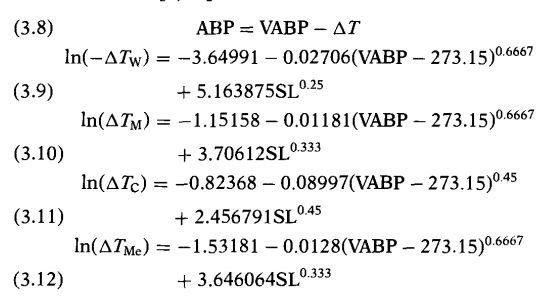 (3.8) ABP = VABP − ΔT
ln(−ΔT_W) = −3.64991 − 0.02706(VABP − 273.15)^0.6667
(3.9) + 5.163875SL^0.25
ln(ΔT_M) = −1.15158 − 0.01181(VABP − 273.15)^0.6667
(3.10) + 3.70612SL^0.333
ln(ΔT_C) = −0.82368 − 0.08997(VABP − 273.15)^0.45
(3.11) + 2.456791SL^0.45
ln(ΔT_Me) = −1.53181 − 0.0128(VABP − 273.15)^0.6667
(3.12) + 3.646064SL^0.333